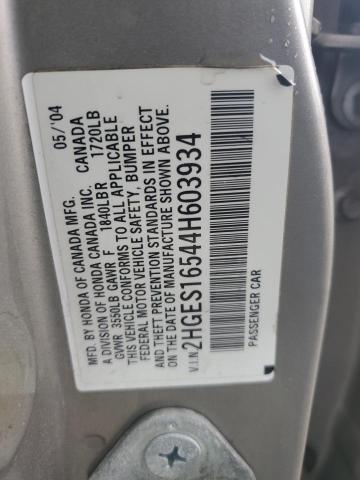 MFD. BY HONDA OF CANADA MFG. 05/'04
A DIVISION OF HONDA CANADA INC. CANADA
GVWR 3550LB GAWR F 1840LBR 1720LB
THIS VEHICLE CONFORMS TO ALL APPLICABLE
FEDERAL MOTOR VEHICLE SAFETY, BUMPER
AND THEFT PREVENTION STANDARDS IN
EFFECT ON THE DATE OF MANUFACTURE
SHOWN ABOVE.
V.I.N: 2HGES16544H603934
PASSENGER CAR